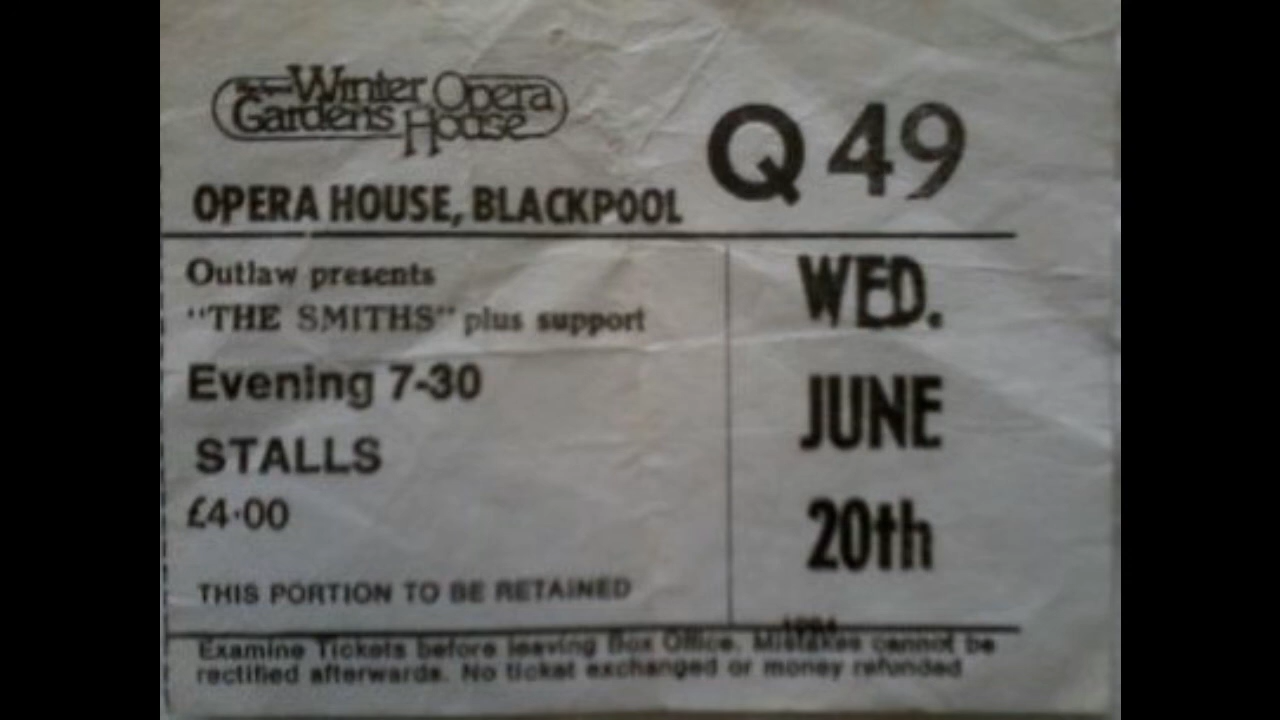 Winter Gardens Opera House
Q 49
OPERA HOUSE, BLACKPOOL
Outlaw presents
"THE SMITHS" plus support
Evening 7-30
STALLS
£4·00
THIS PORTION TO BE RETAINED
WED.
JUNE
20th
Examine Tickets before leaving Box Office. Mistakes cannot be
rectified afterwards. No ticket exchanged or money refunded